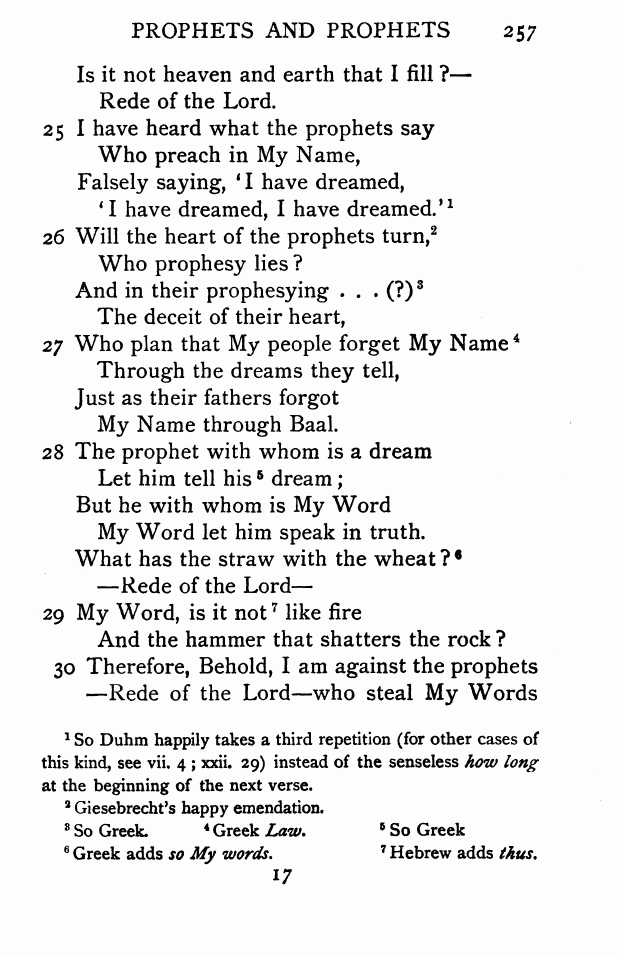 PROPHETS AND PROPHETS 257
Is it not heaven and earth that I fill ?—
Rede of the Lord.
25 I have heard what the prophets say
Who preach in My Name,
Falsely saying, ‘I have dreamed,
‘I have dreamed, I have dreamed.’¹
26 Will the heart of the prophets turn,²
Who prophesy lies ?
And in their prophesying . . . (?)³
The deceit of their heart,
27 Who plan that My people forget My Name⁴
Through the dreams they tell,
Just as their fathers forgot
My Name through Baal.
28 The prophet with whom is a dream
Let him tell his⁵ dream ;
But he with whom is My Word
My Word let him speak in truth.
What has the straw with the wheat ?⁶
—Rede of the Lord—
29 My Word, is it not⁷ like fire
And the hammer that shatters the rock ?
30 Therefore, Behold, I am against the prophets
—Rede of the Lord—who steal My Words
¹ So Duhm happily takes a third repetition (for other cases of
this kind, see vii. 4 ; xxii. 29) instead of the senseless how long
at the beginning of the next verse.
² Giesebrecht's happy emendation.
³ So Greek. ⁴ Greek Law. ⁵ So Greek
⁶ Greek adds so My words. ⁷ Hebrew adds thus.
17